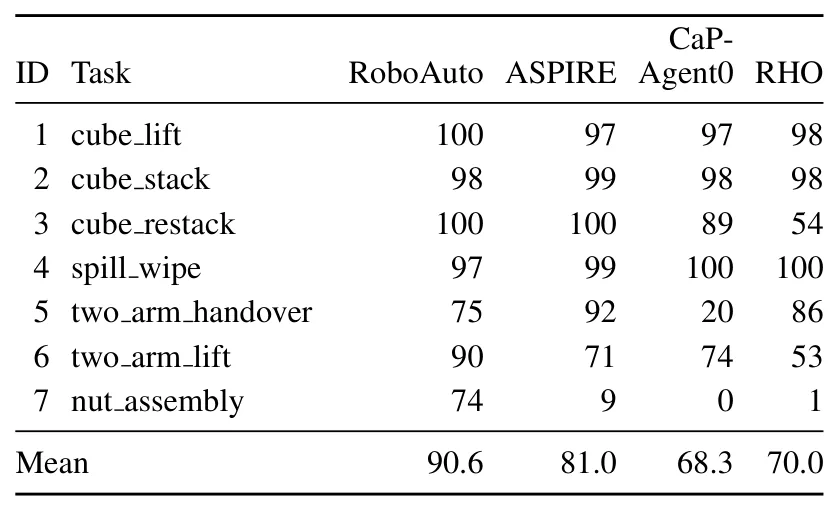 ID Task RoboAuto ASPIRE CaP-Agent0 RHO
1 cube_lift 100 97 97 98
2 cube_stack 98 99 98 98
3 cube_restack 100 100 89 54
4 spill_wipe 97 99 100 100
5 two_arm_handover 75 92 20 86
6 two_arm_lift 90 71 74 53
7 nut_assembly 74 9 0 1
Mean 90.6 81.0 68.3 70.0